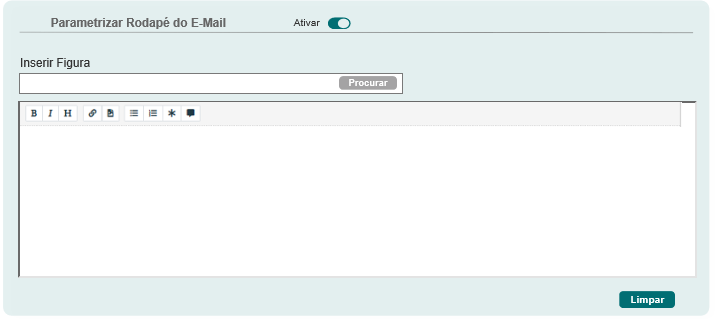 Parametrizar Rodapé do E-Mail Ativar
Inserir Figura
Procurar
B I H
Limpar